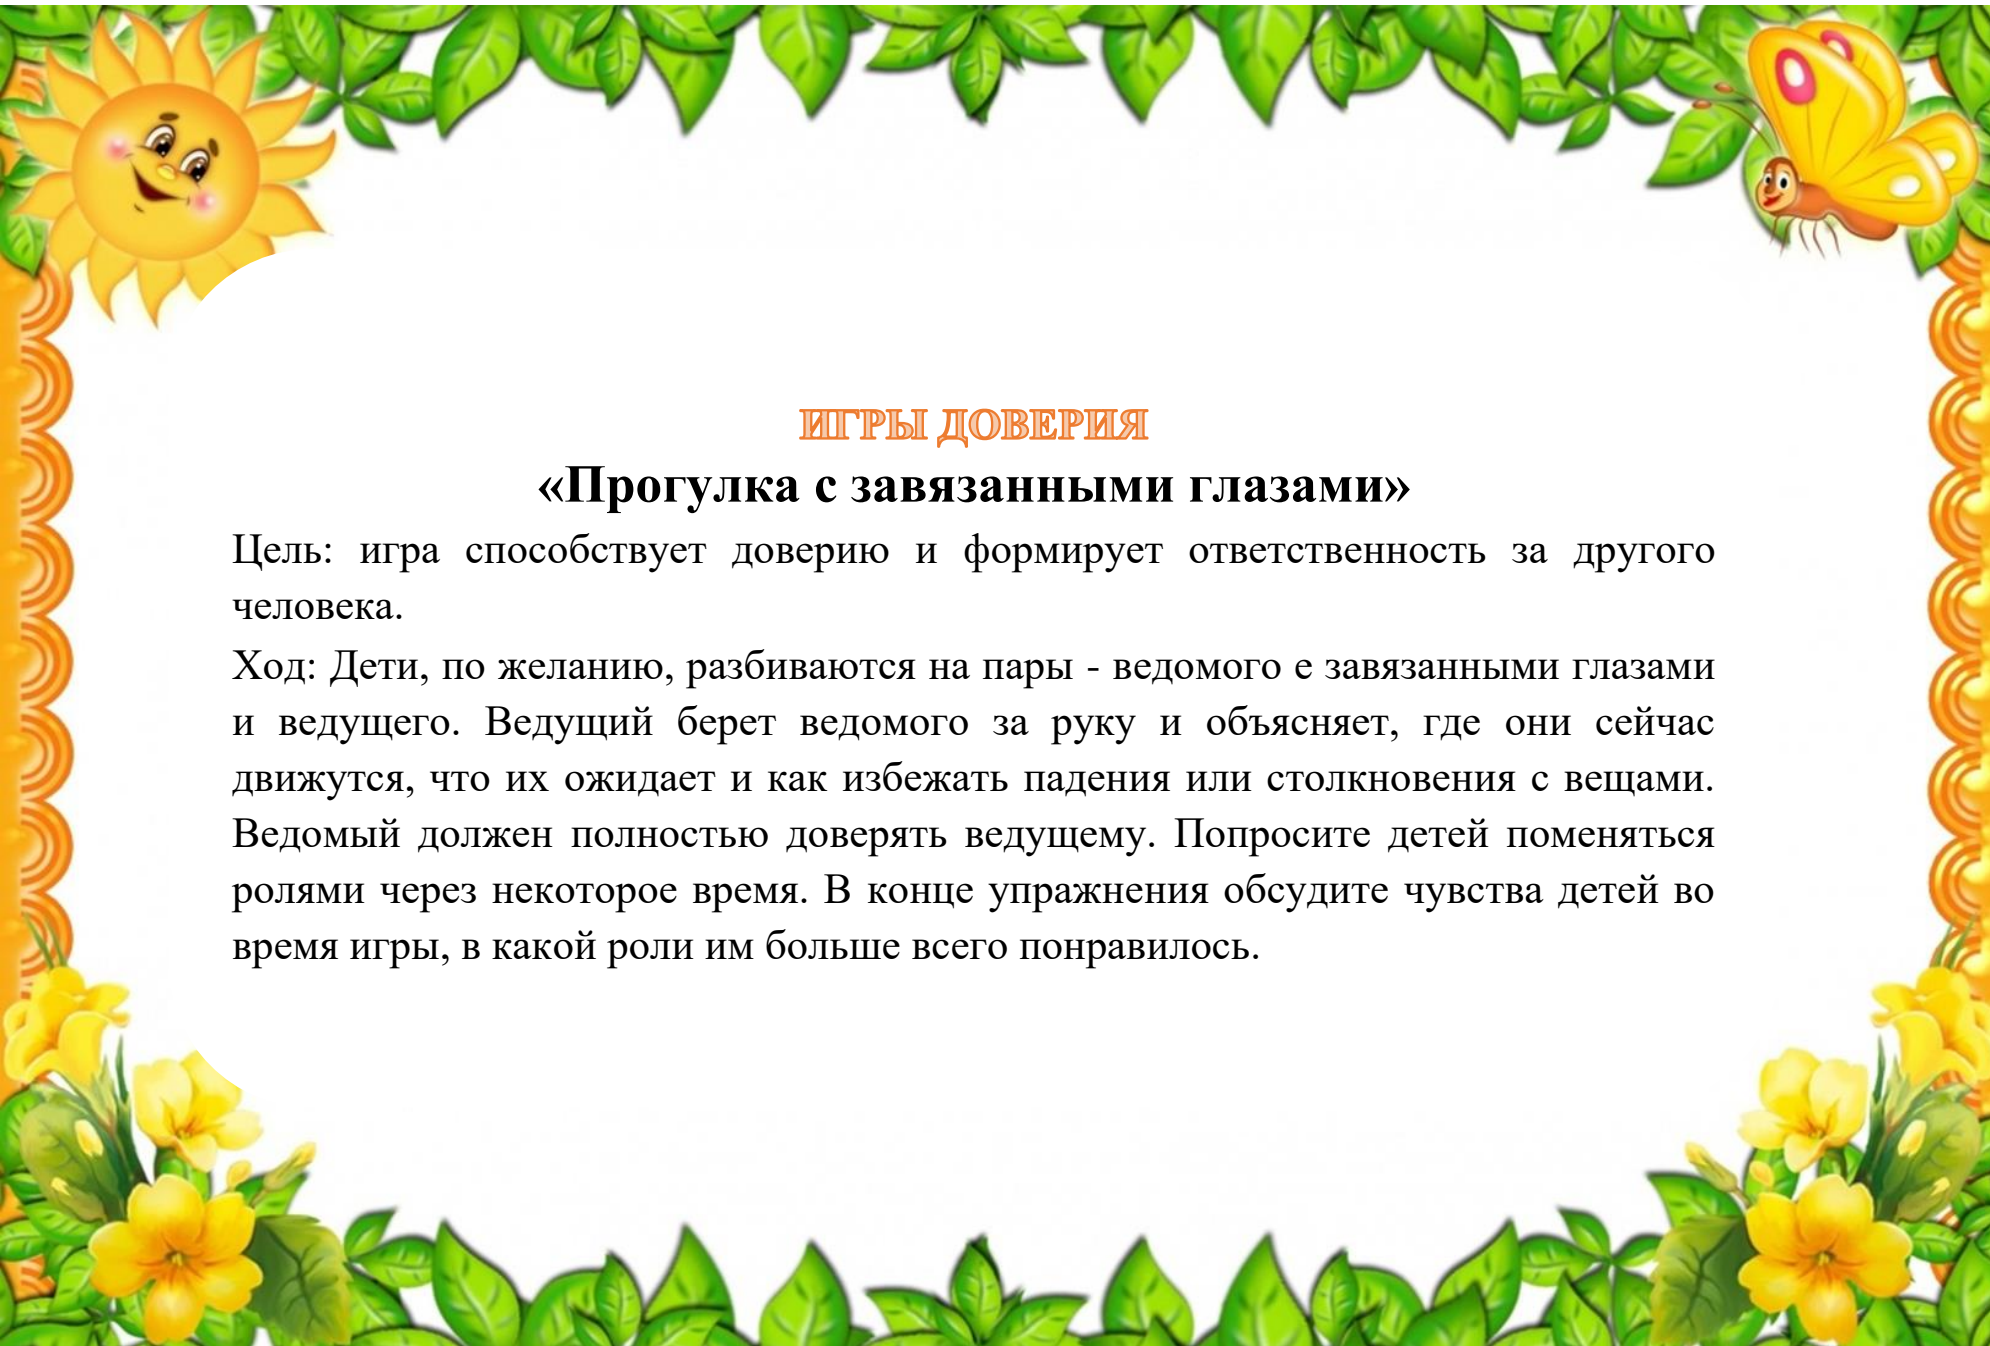 ИГРЫ ДОВЕРИЯ
«Прогулка с завязанными глазами»
Цель: игра способствует доверию и формирует ответственность за другого
человека.
Ход: Дети, по желанию, разбиваются на пары - ведомого е завязанными глазами
и ведущего. Ведущий берет ведомого за руку и объясняет, где они сейчас
движутся, что их ожидает и как избежать падения или столкновения с вещами.
Ведомый должен полностью доверять ведущему. Попросите детей поменяться
ролями через некоторое время. В конце упражнения обсудите чувства детей во
время игры, в какой роли им больше всего понравилось.